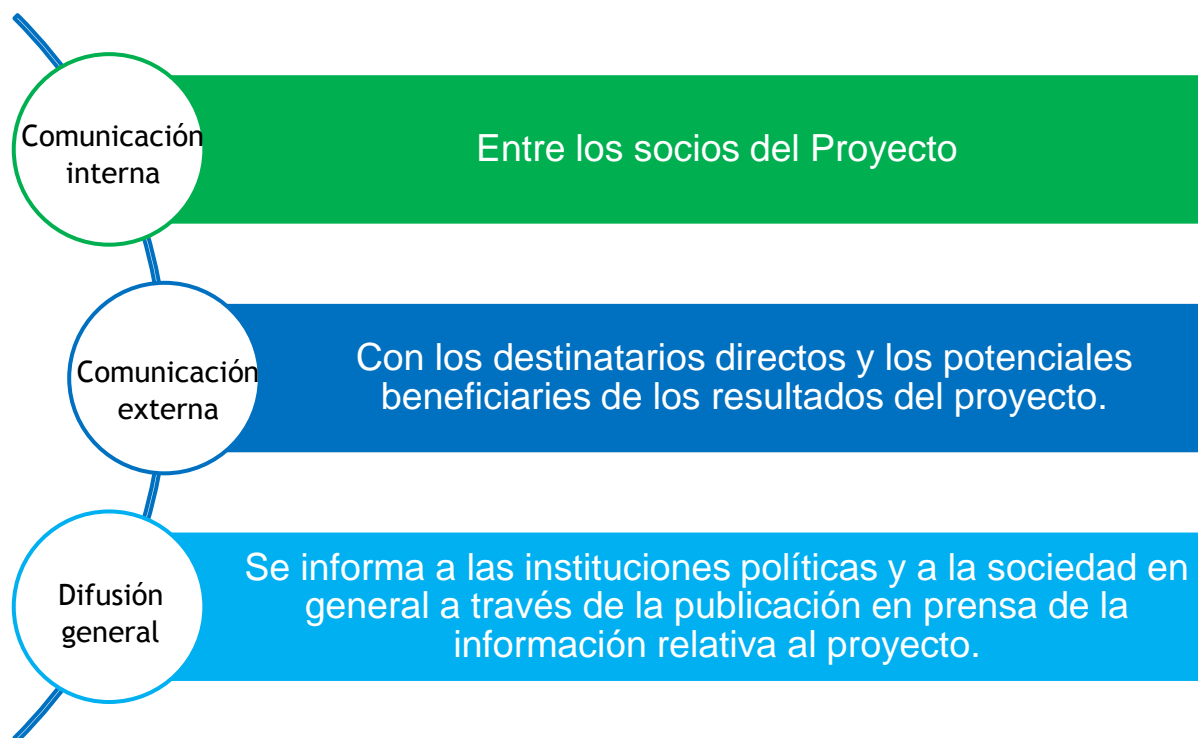 Comunicación
interna
Entre los socios del Proyecto
Comunicación
externa
Con los destinatarios directos y los potenciales
beneficiaries de los resultados del proyecto.
Difusión
general
Se informa a las instituciones políticas y a la sociedad en
general a través de la publicación en prensa de la
información relativa al proyecto.